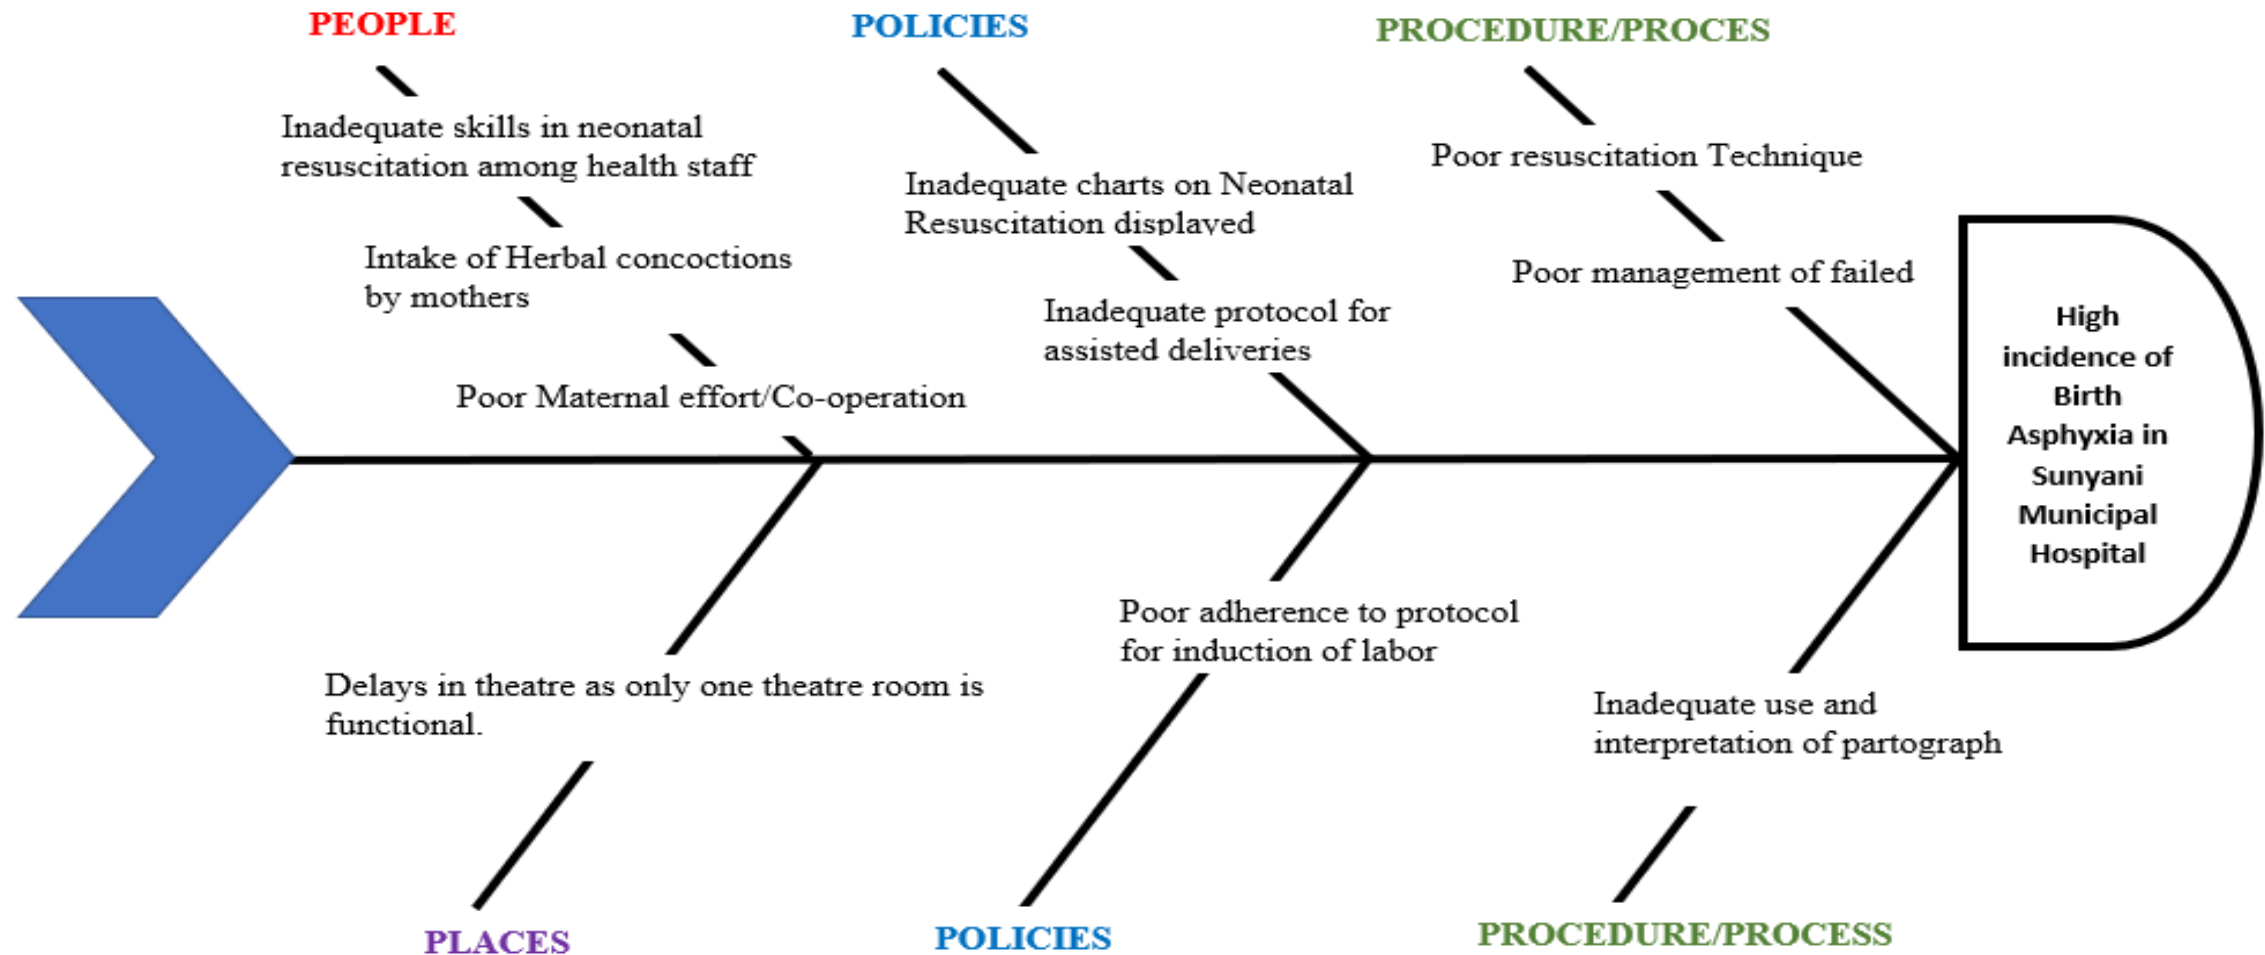 PEOPLE
Inadequate skills in neonatal
resuscitation among health staff
Intake of Herbal concoctions
by mothers
Poor Maternal effort/Co-operation
POLICIES
Inadequate charts on Neonatal
Resuscitation displayed
Inadequate protocol for
assisted deliveries
PROCEDURE/PROCES
Poor resuscitation Technique
Poor management of failed
High
incidence of
Birth
Asphyxia in
Sunyani
Municipal
Hospital
Delays in theatre as only one theatre room is
functional.
PLACES
Poor adherence to protocol
for induction of labor
POLICIES
Inadequate use and
interpretation of partograph
PROCEDURE/PROCESS